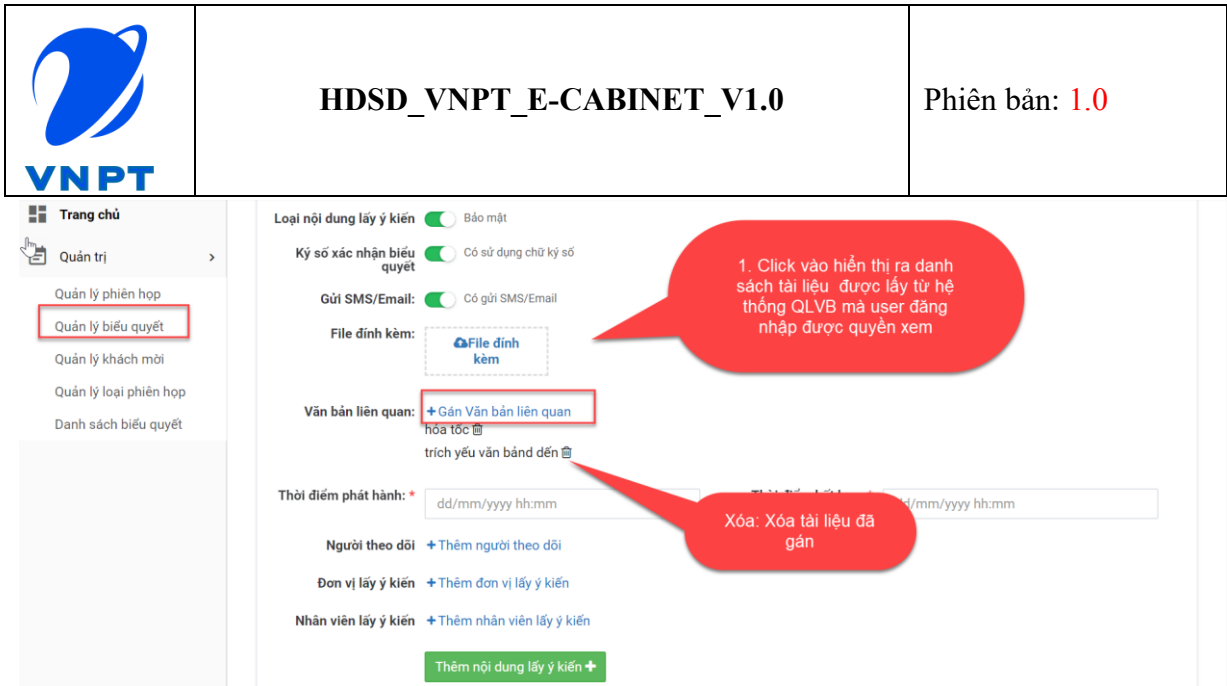 VNPT
HDSD_VNPT_E-CABINET_V1.0
Phiên bản: 1.0
Trang chủ
Quản trị
Quản lý phiên họp
Quản lý biểu quyết
Quản lý khách mời
Quản lý loại phiên họp
Danh sách biểu quyết
Loại nội dung lấy ý kiến
Bảo mật
Ký số xác nhận biểu
quyết
Có sử dụng chữ ký số
Gửi SMS/Email:
Có gửi SMS/Email
File đính kèm:
File đính
kèm
1. Click vào hiển thị ra danh
sách tài liệu được lấy từ hệ
thống QLVB mà user đăng
nhập được quyền xem
Văn bản liên quan:
+Gán Văn bản liên quan
hỏa tốc
trích yếu văn bảnd dến
Thời điểm phát hành: *
dd/mm/yyyy hh:mm
/mm/yyyy hh:mm
Xóa: Xóa tài liệu đã
gán
Người theo dõi
+Thêm người theo dõi
Đơn vị lấy ý kiến
+Thêm đơn vị lấy ý kiến
Nhân viên lấy ý kiến
+Thêm nhân viên lấy ý kiến
Thêm nội dung lấy ý kiến +